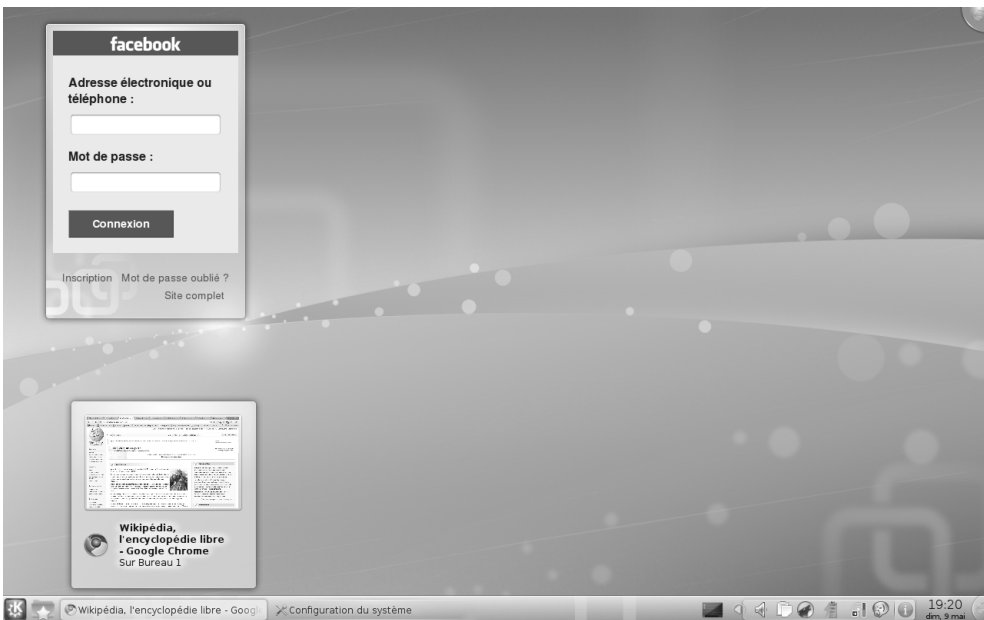 facebook
Adresse électronique ou
téléphone :
Mot de passe :
Connexion
Inscription Mot de passe oublié ?
Site complet
Wikipédia,
l'encyclopédie libre
- Google Chrome
Sur Bureau 1
Wikipédia, l'encyclopédie libre - Googl
Configuration du système
19:20
dim, 9 mai